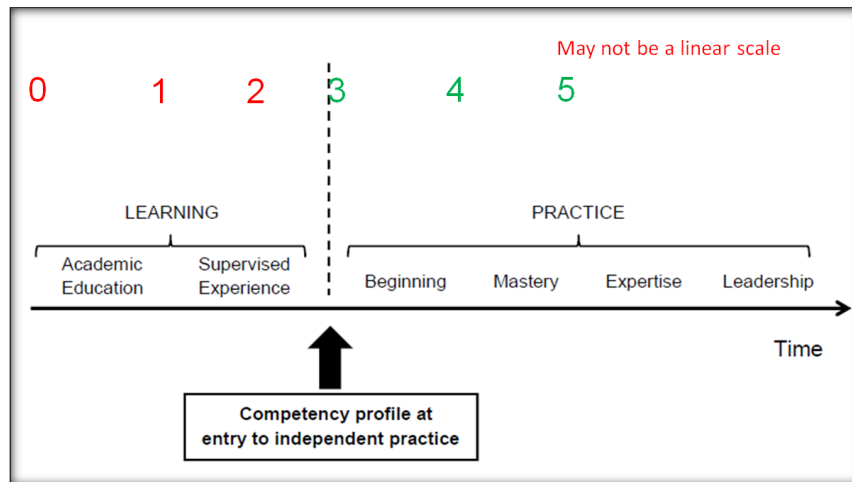 May not be a linear scale
0 1 2 3 4 5
LEARNING PRACTICE
Academic
Education
Supervised
Experience
Beginning Mastery Expertise Leadership
Time
Competency profile at
entry to independent practice